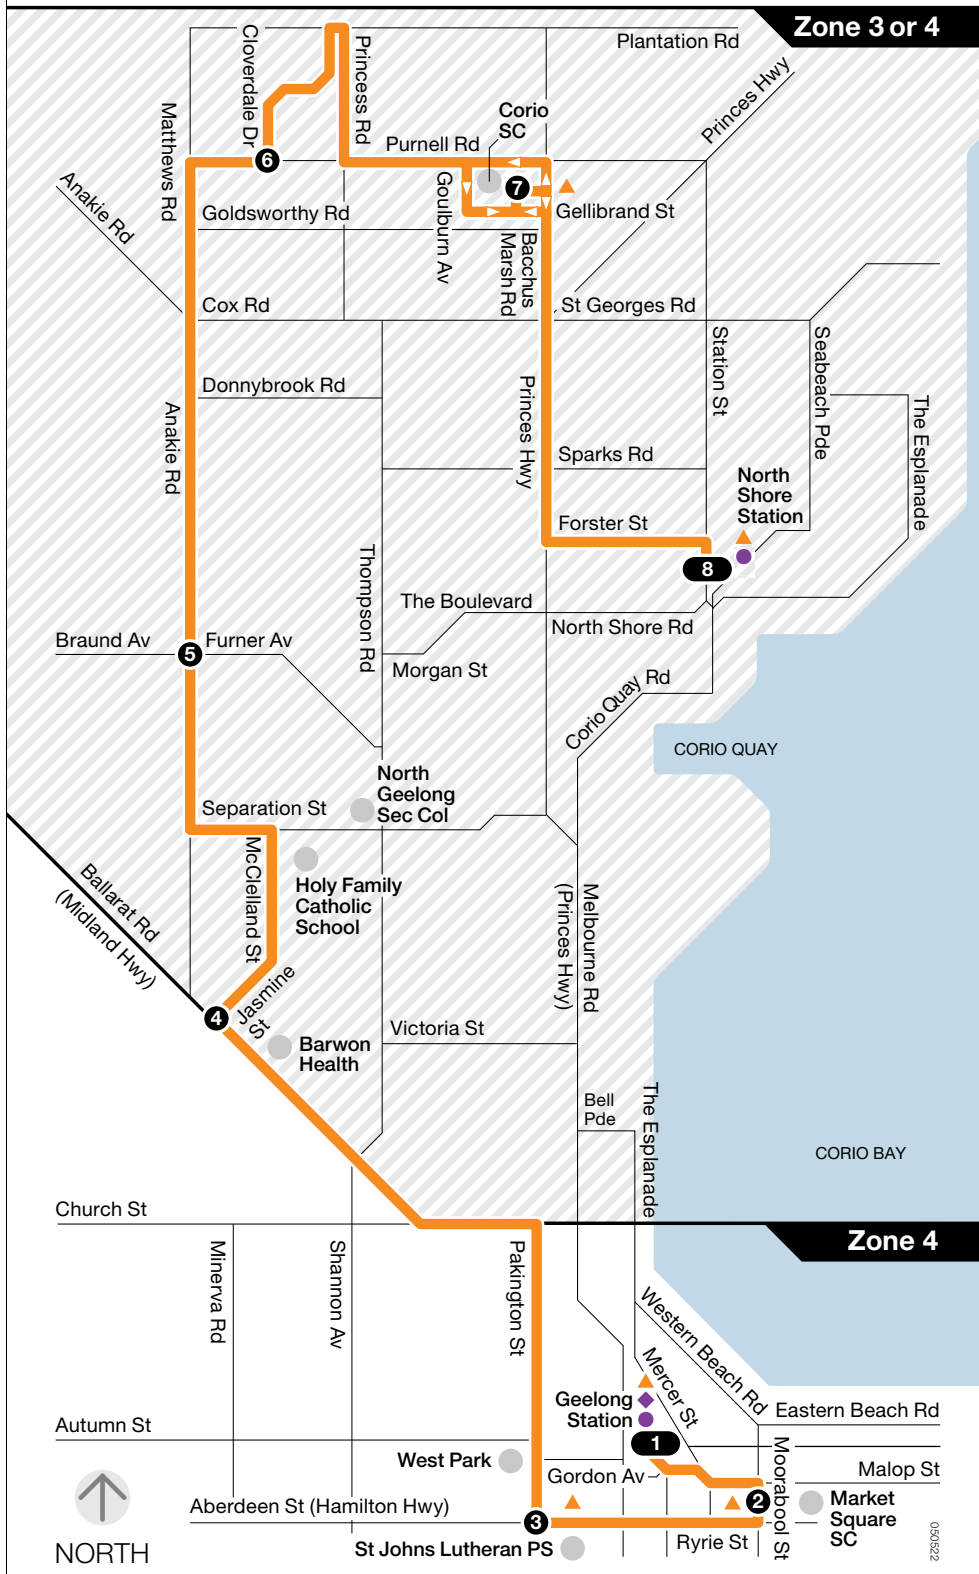 Zone 3 or 4
Plantation Rd
Princes Hwy
Cloverdale Dr
Princess Rd
Matthews Rd
Corio
SC
Purnell Rd
6
7
Anakie Rd
Goldsworthy Rd
Goulburn Av
Gellibrand St
Bacchus
Marsh Rd
Cox Rd
St Georges Rd
Donnybrook Rd
Station St
Seabeach Pde
The Esplanade
Anakie Rd
Princes Hwy
Sparks Rd
North
Shore
Station
Forster St
8
Thompson Rd
The Boulevard
North Shore Rd
Braund Av
5
Furner Av
Morgan St
Corio Quay Rd
CORIO QUAY
North
Geelong
Sec Col
Separation St
McClelland St
Holy Family
Catholic
School
Ballarat Rd
(Midland Hwy)
Melbourne Rd
(Princes Hwy)
Jasmine
St
4
Victoria St
Barwon
Health
Bell
Pde
The Esplanade
CORIO BAY
Church St
Zone 4
Minerva Rd
Shannon Av
Pakington St
Western Beach Rd
Mercer St
Geelong
Station
1
Eastern Beach Rd
Autumn St
West Park
Gordon Av
Moorabool St
Malop St
2
Market
Square
SC
Aberdeen St (Hamilton Hwy)
3
Ryrie St
St Johns Lutheran PS
NORTH
050522